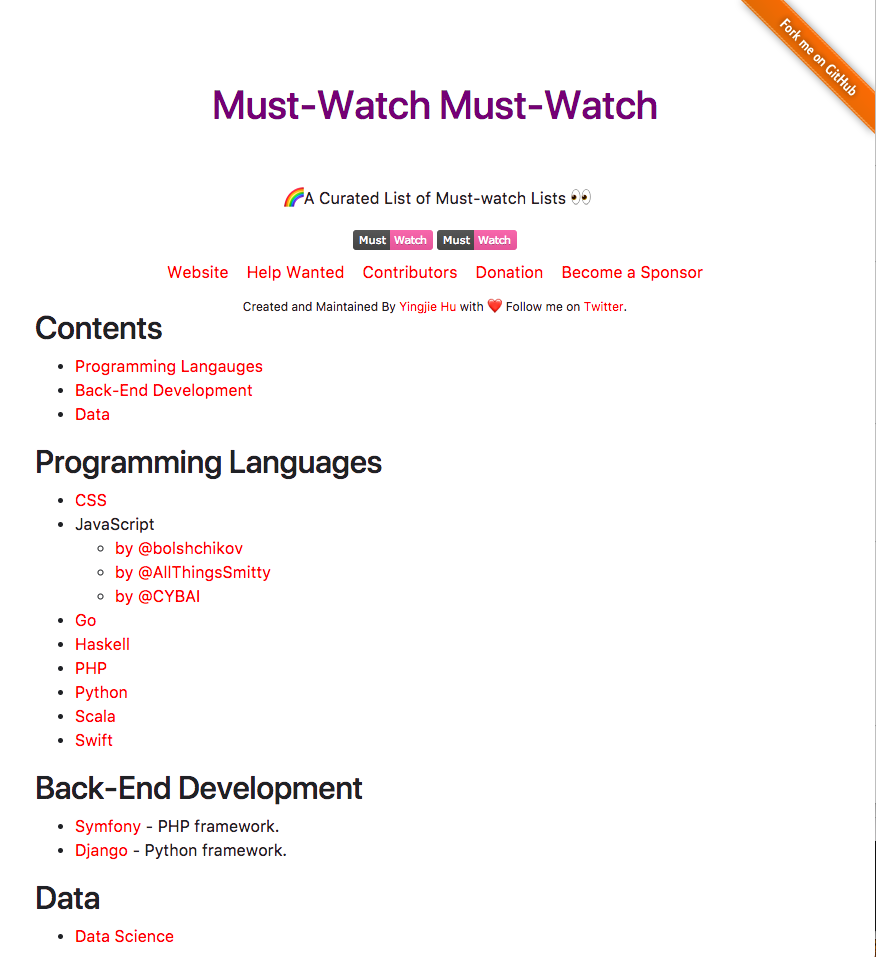 Fork me on GitHub
Must-Watch Must-Watch
🌈A Curated List of Must-watch Lists 👀
Must Watch Must Watch
Website Help Wanted Contributors Donation Become a Sponsor
Created and Maintained By Yingjie Hu with ❤️ Follow me on Twitter.
Contents
• Programming Langauges
• Back-End Development
• Data
Programming Languages
• CSS
• JavaScript
◦ by @bolshchikov
◦ by @AllThingsSmitty
◦ by @CYBAI
• Go
• Haskell
• PHP
• Python
• Scala
• Swift
Back-End Development
• Symfony - PHP framework.
• Django - Python framework.
Data
• Data Science